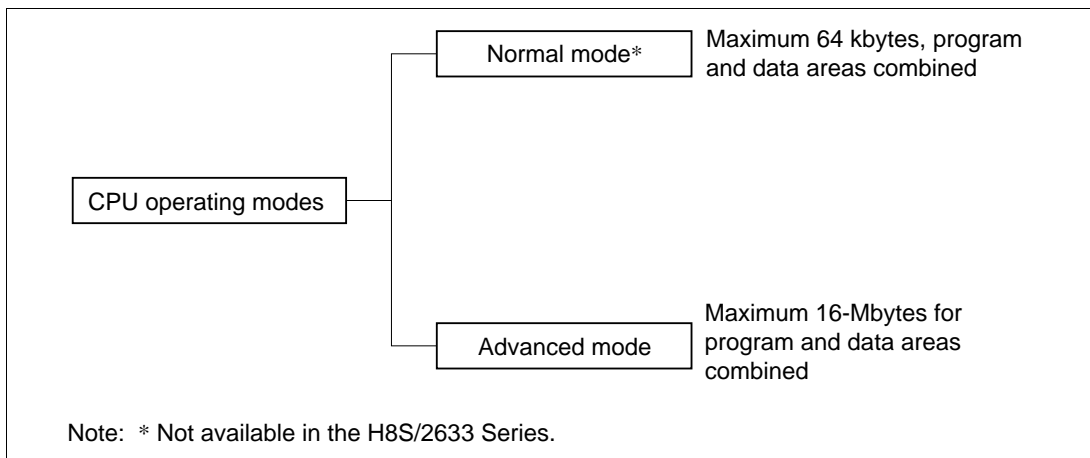 Normal mode*
Maximum 64 kbytes, program
and data areas combined
CPU operating modes
Advanced mode
Maximum 16-Mbytes for
program and data areas
combined
Note: * Not available in the H8S/2633 Series.